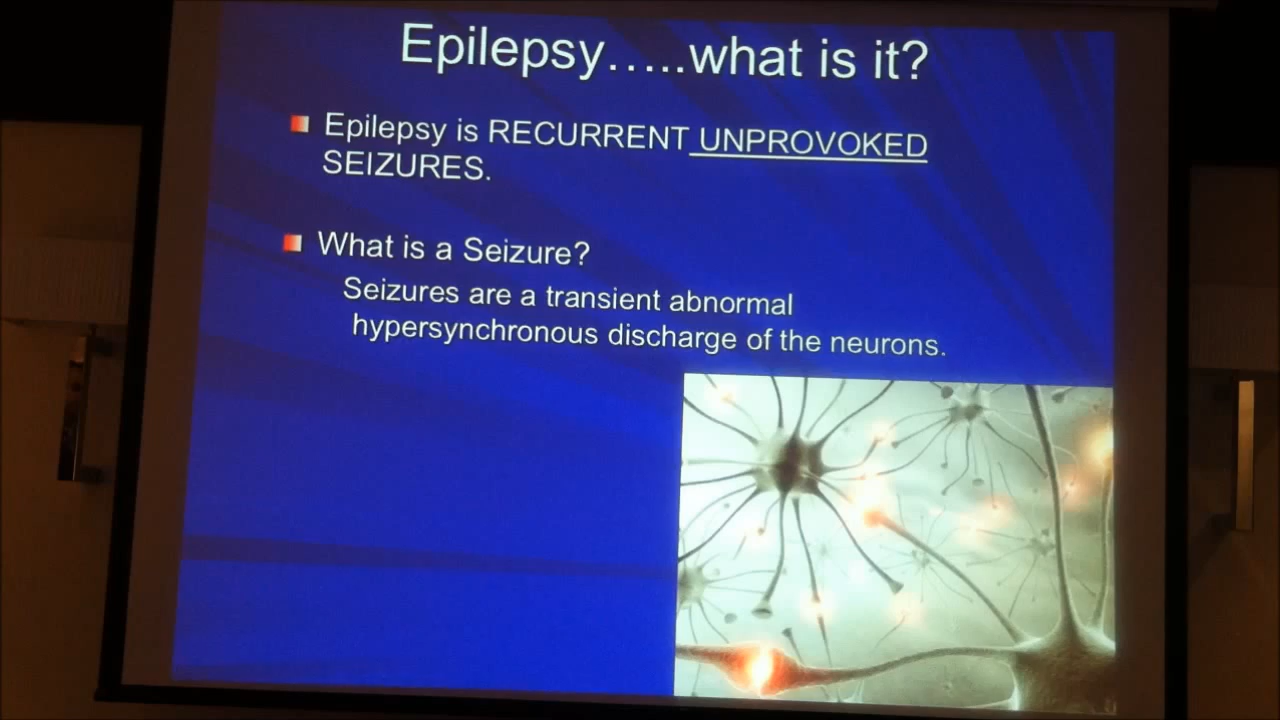 Epilepsy.....what is it?
Epilepsy is RECURRENT UNPROVOKED
SEIZURES.
What is a Seizure?
Seizures are a transient abnormal
hypersynchronous discharge of the neurons.